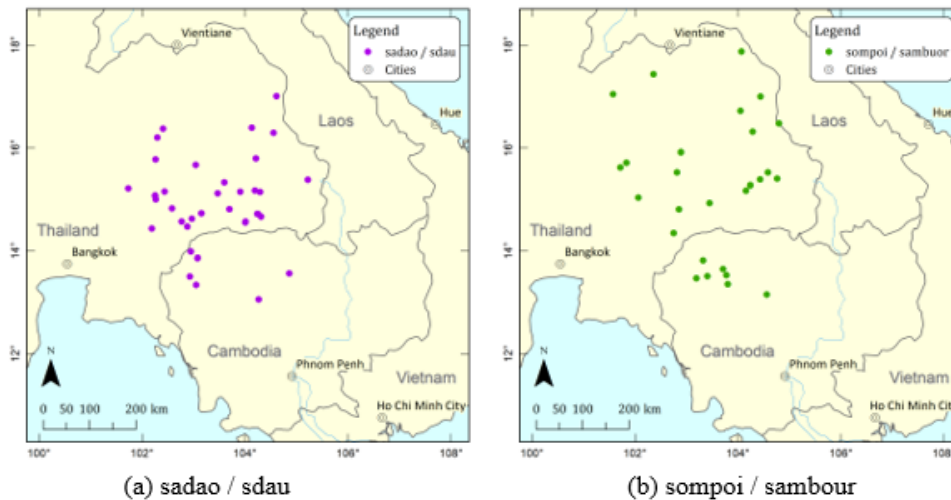 18°
16°
14°
12°
100°
102°
104°
106°
108°
Vientiane
Laos
Hue
Thailand
Bangkok
Cambodia
Phnom Penh
Vietnam
Ho Chi Minh City
Legend
sadao / sdau
Cities
N
0 50 100 200 km
(a) sadao / sdau
18°
16°
14°
12°
100°
102°
104°
106°
108°
Vientiane
Laos
Hue
Thailand
Bangkok
Cambodia
Phnom Penh
Vietnam
Ho Chi Minh City
Legend
sompoi / sambuor
Cities
N
0 50 100 200 km
(b) sompoi / sambour